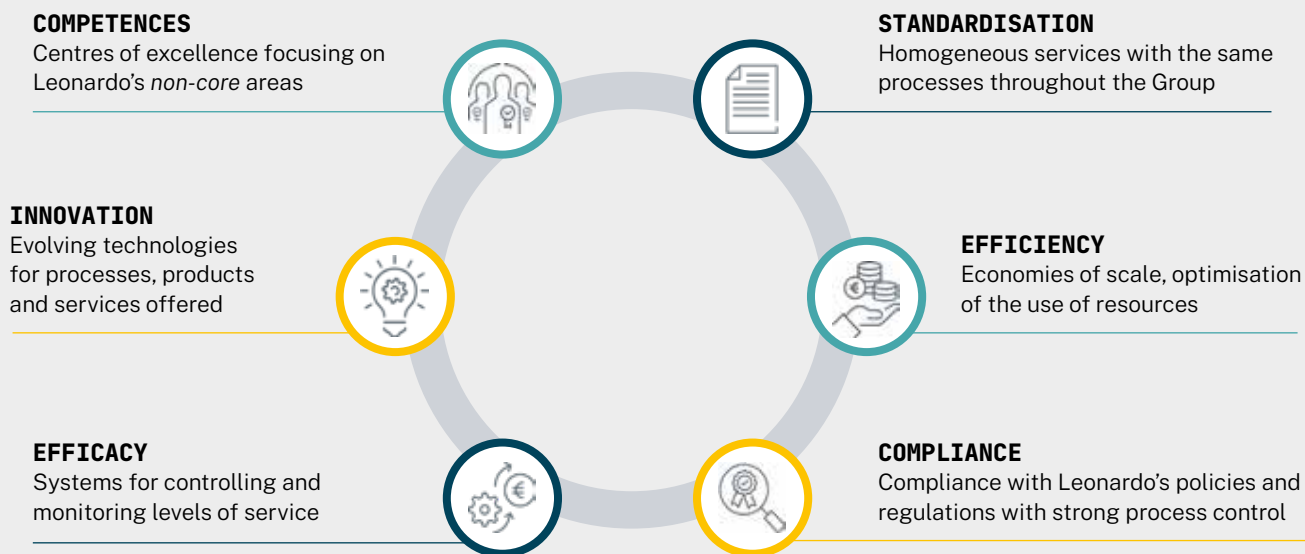 COMPETENCES
Centres of excellence focusing on
Leonardo's non-core areas
STANDARDISATION
Homogeneous services with the same
processes throughout the Group
INNOVATION
Evolving technologies
for processes, products
and services offered
EFFICIENCY
Economies of scale, optimisation
of the use of resources
EFFICACY
Systems for controlling and
monitoring levels of service
COMPLIANCE
Compliance with Leonardo's policies and
regulations with strong process control